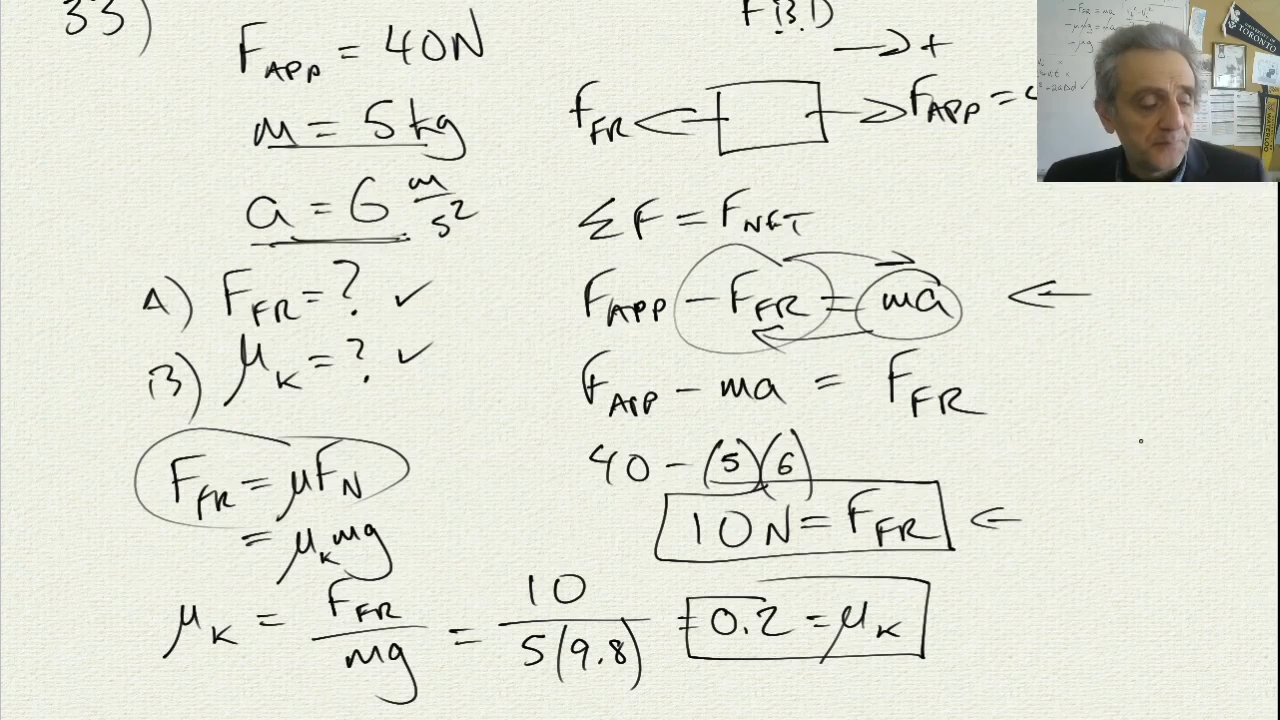 33)
F_APP = 40N
m = 5kg
a = 6 m/s²
A) F_FR = ? ✓
B) μ_K = ? ✓
F_FR = μF_N
= μ_K mg
μ_K = F_FR/mg = 10/5(9.8) = 0.2 = μ_K
F.B.D
→ +
f_FR ← → F_APP =
ΣF = F_NET
F_APP − F_FR = ma ←
F_APP − ma = F_FR
40 − (5)(6)
10N = F_FR ←
TORONTO